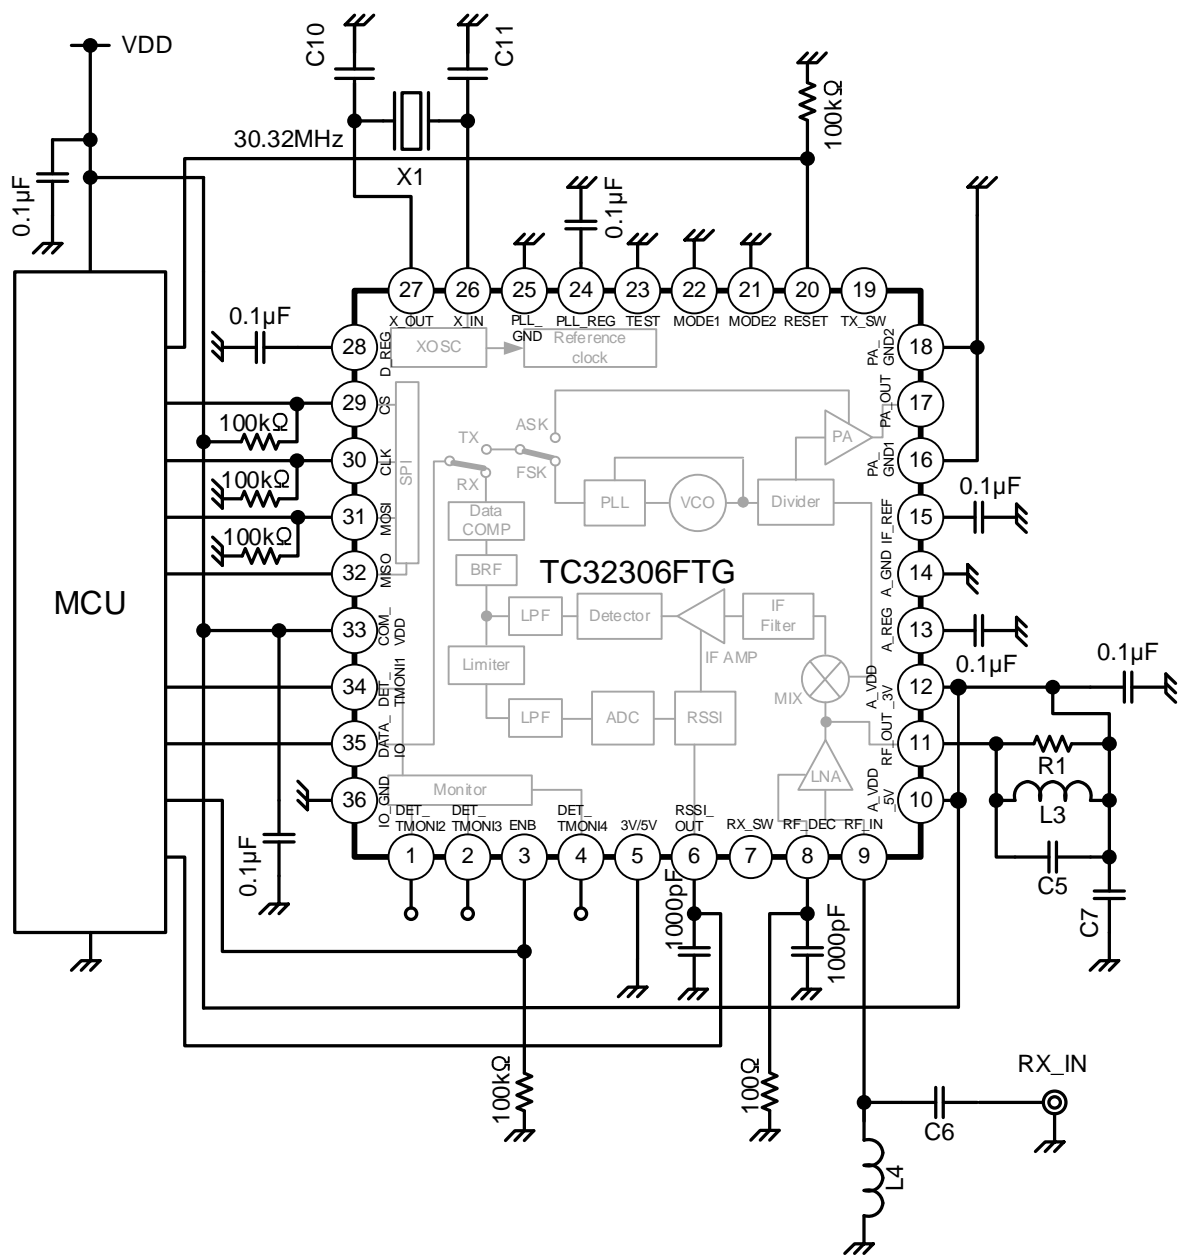 VDD
C10
C11
30.32MHz
X1
100kΩ
0.1μF
0.1μF
27
26
25
24
23
22
21
20
19
X_OUT
X_IN
PLL_
GND
PLL_REG
TEST
MODE1
MODE2
RESET
TX_SW
0.1μF
28
D_REG
XOSC
Reference
clock
PA_
GND2
18
29
CS
100kΩ
ASK
TX
FSK
RX
PA
PA_OUT
17
30
CLK
100kΩ
SPI
PA_
GND1
16
31
MOSI
100kΩ
Data
COMP
PLL
VCO
Divider
IF_REF
15
0.1μF
MCU
32
MISO
BRF
TC32306FTG
A_GND
14
33
COM_
VDD
LPF
Detector
IF AMP
IF
Filter
A_REG
13
0.1μF
34
DET_
TMONI1
Limiter
MIX
A_VDD
_3V
12
0.1μF
35
DATA_
IO
LPF
ADC
RSSI
RF_OUT
11
R1
36
IO_GND
Monitor
LNA
A_VDD
_5V
10
L3
DET_
TMONI2
DET_
TMONI3
ENB
DET_
TMONI4
3V/5V
RSSI_
OUT
RX_SW
RF_DEC
RF_IN
1
2
3
4
5
6
7
8
9
0.1μF
1000pF
1000pF
C5
C7
100kΩ
100Ω
RX_IN
C6
L4